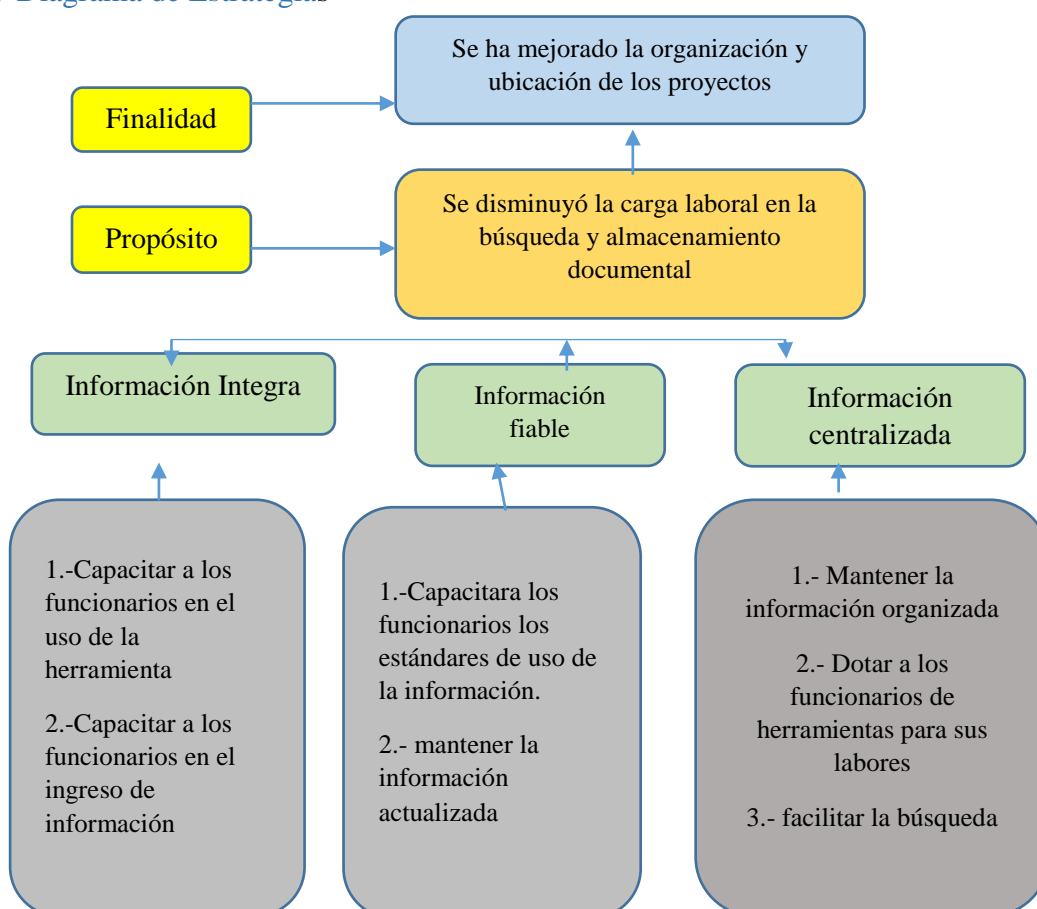 Diagrama de Estrategias
Se ha mejorado la organización y
ubicación de los proyectos
Finalidad
Se disminuyó la carga laboral en la
búsqueda y almacenamiento
documental
Propósito
Información Integra
Información
fiable
Información
centralizada
1.-Capacitar a los
funcionarios en el
uso de la
herramienta
2.-Capacitar a los
funcionarios en el
ingreso de
información
1.-Capacitara los
funcionarios los
estándares de uso de
la información.
2.- mantener la
información
actualizada
1.- Mantener la
información organizada
2.- Dotar a los
funcionarios de
herramientas para sus
labores
3.- facilitar la búsqueda